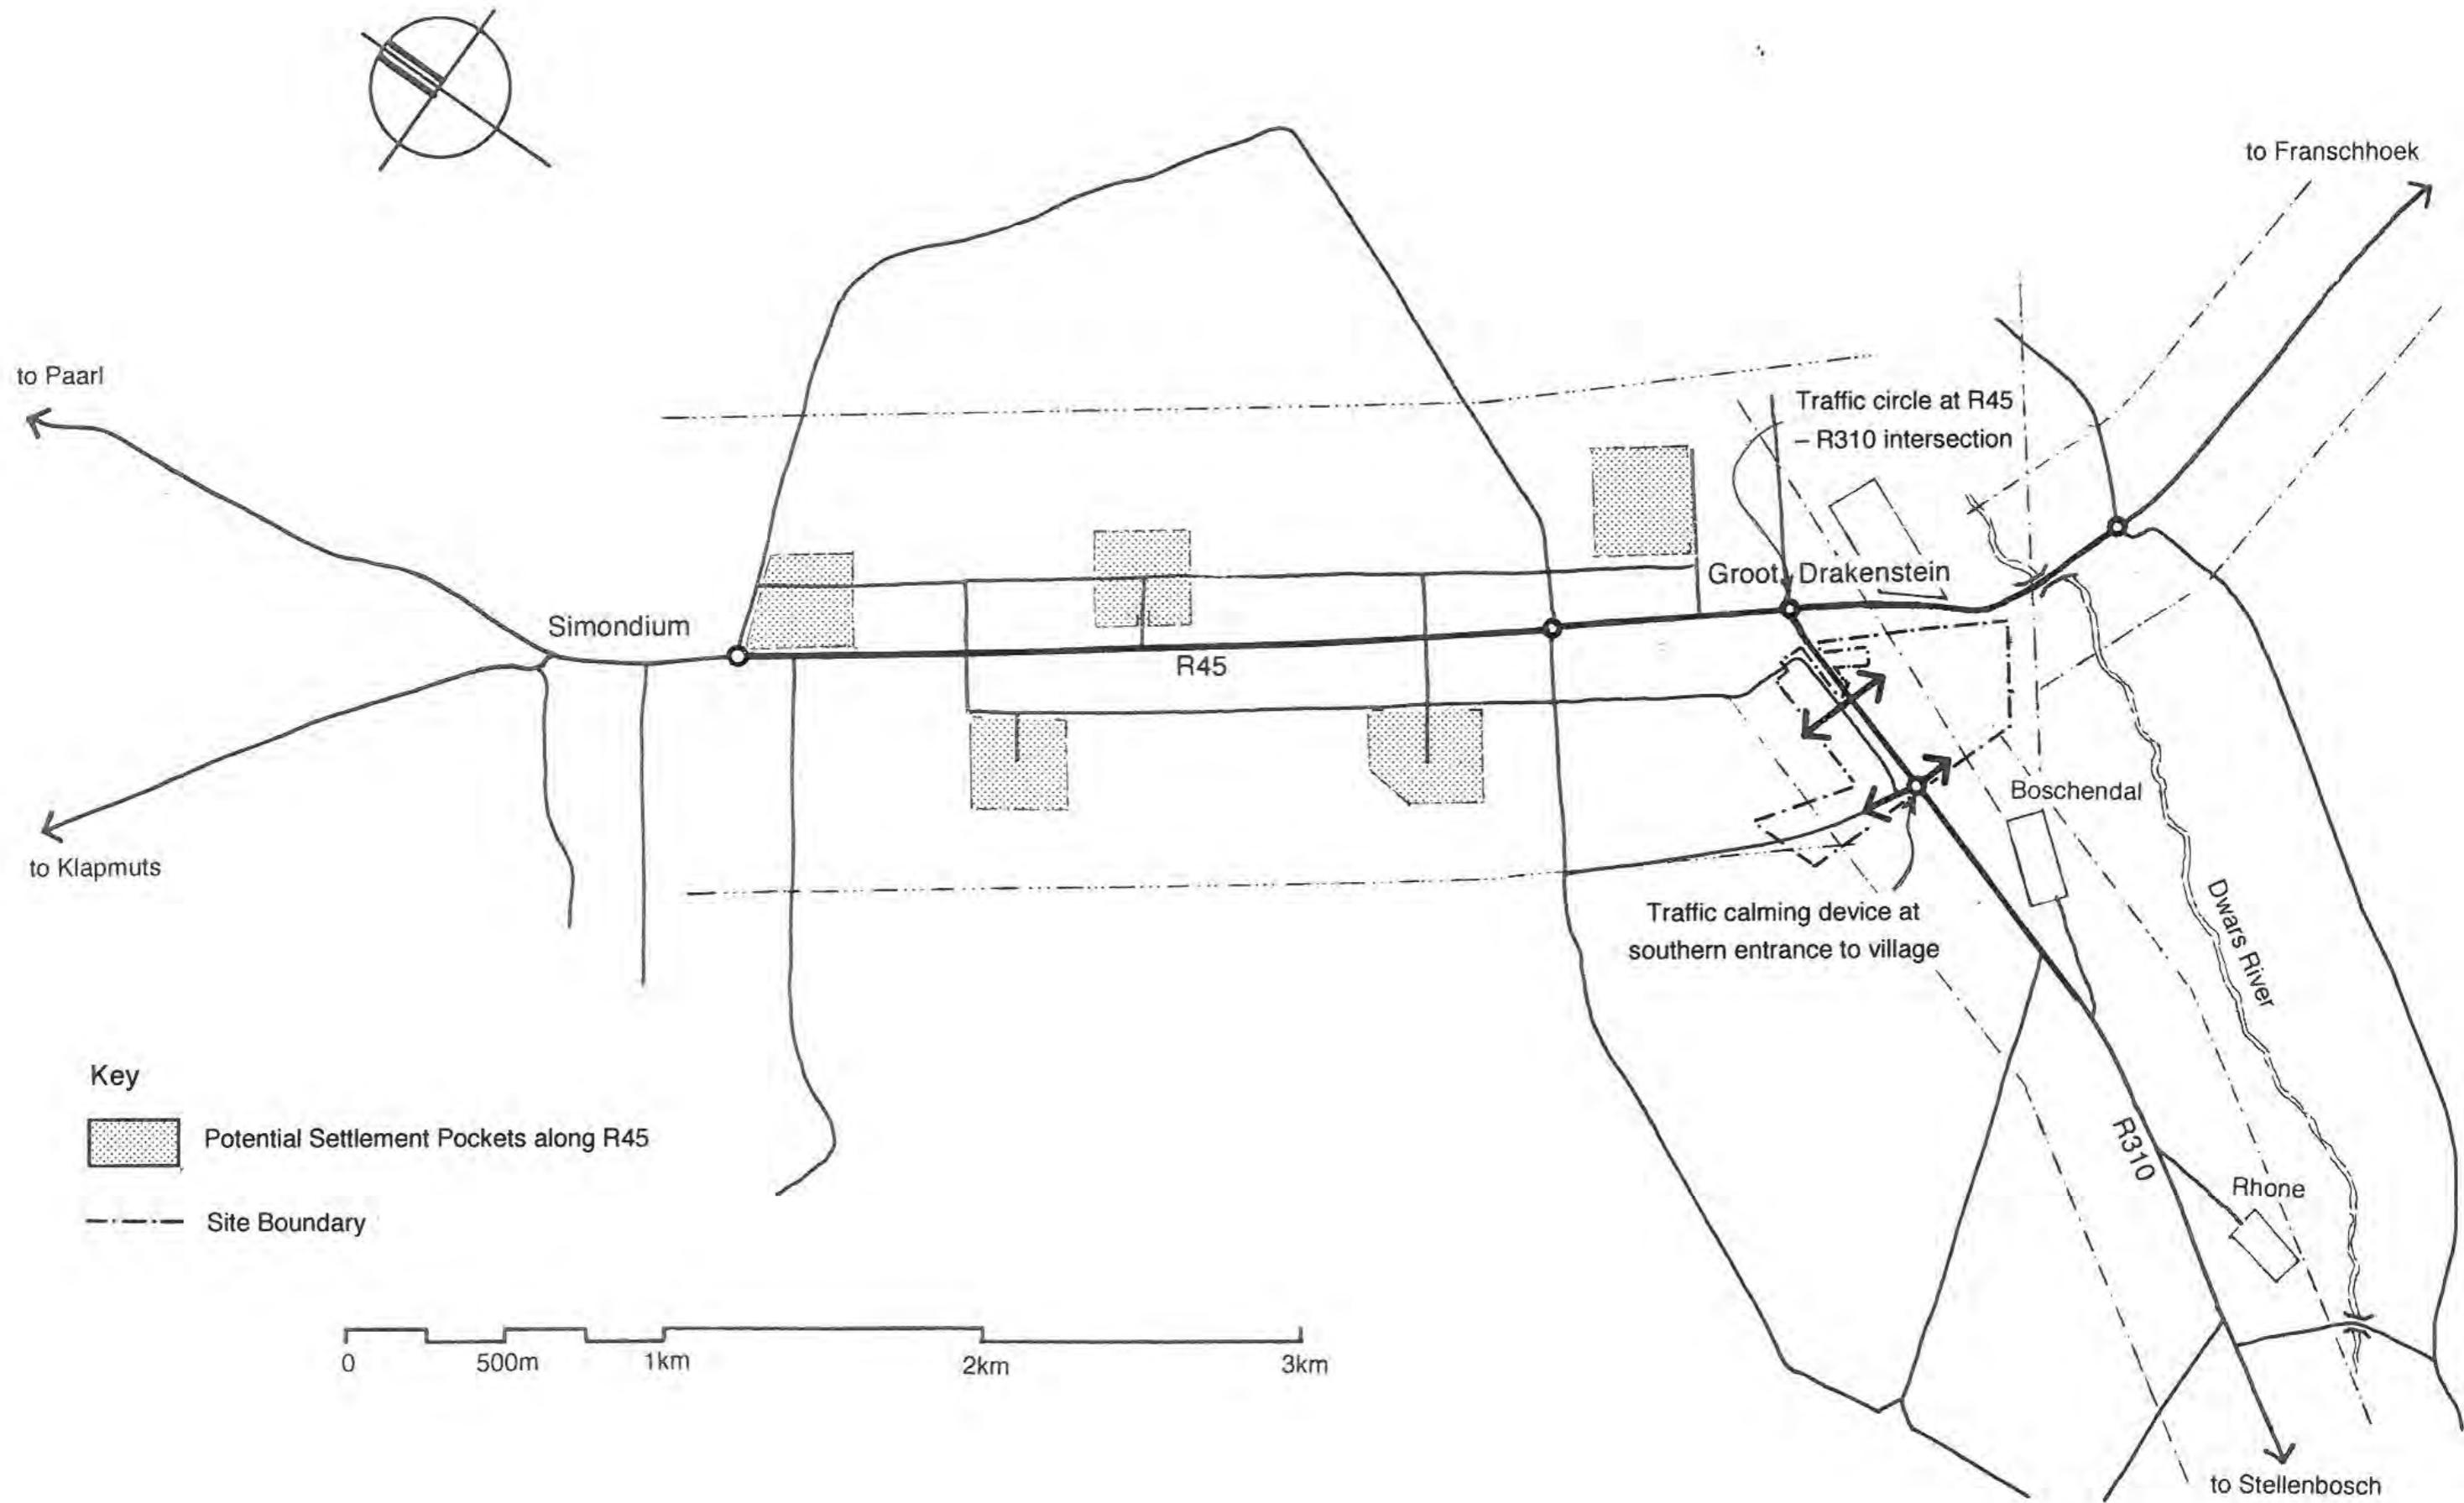 to Franschhoek
to Paarl
Traffic circle at R45
– R310 intersection
Groot Drakenstein
Simondium
R45
Boschendal
to Klapmuts
Traffic calming device at
southern entrance to village
Dwars River
Key
Potential Settlement Pockets along R45
R310
Rhone
Site Boundary
0 500m 1km 2km 3km
to Stellenbosch